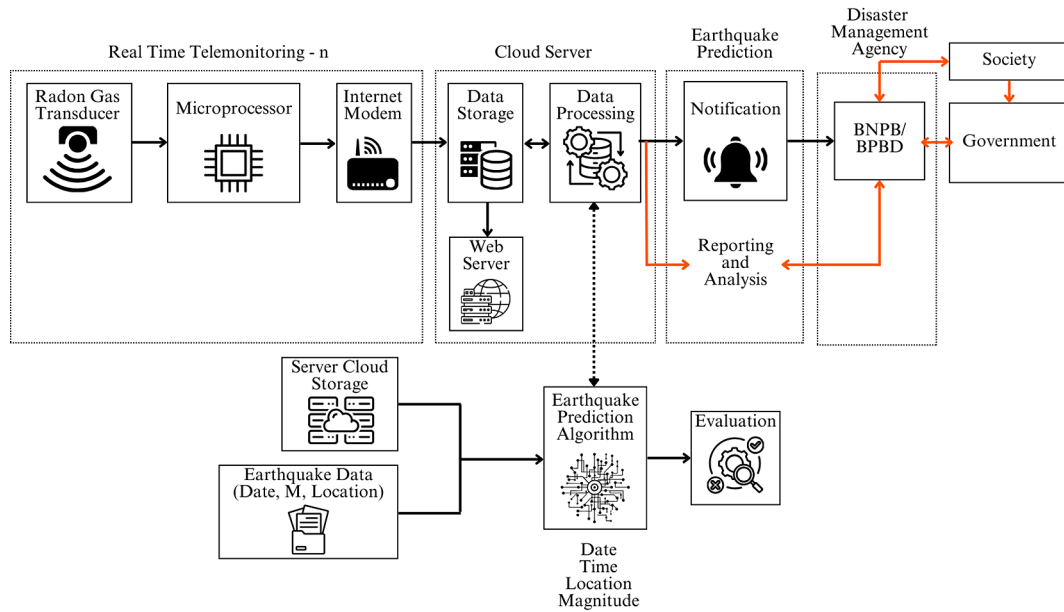 Real Time Telemonitoring - n
Cloud Server
Earthquake
Prediction
Disaster
Management
Agency
Radon Gas
Transducer
Microprocessor
Internet
Modem
Data
Storage
Data
Processing
Notification
BNPB/
BPBD
Society
Government
Web
Server
Reporting
and
Analysis
Server Cloud
Storage
Earthquake Data
(Date, M, Location)
Earthquake
Prediction
Algorithm
Evaluation
Date
Time
Location
Magnitude